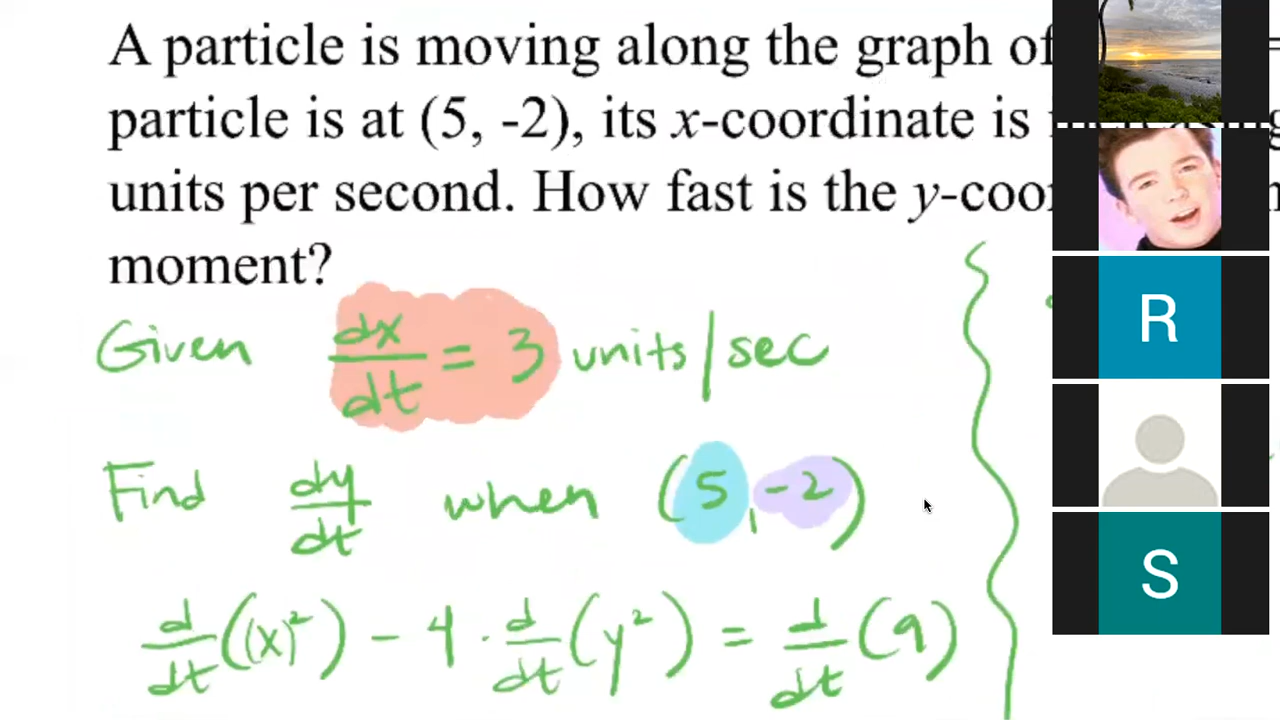 A particle is moving along the graph of =
particle is at (5, -2), its x-coordinate is increasing
units per second. How fast is the y-coo
moment?
Given dx/dt = 3 units/sec
Find dy/dt when (5, -2)
d/dt((x)²) - 4 · d/dt(y²) = d/dt(9)
R
S